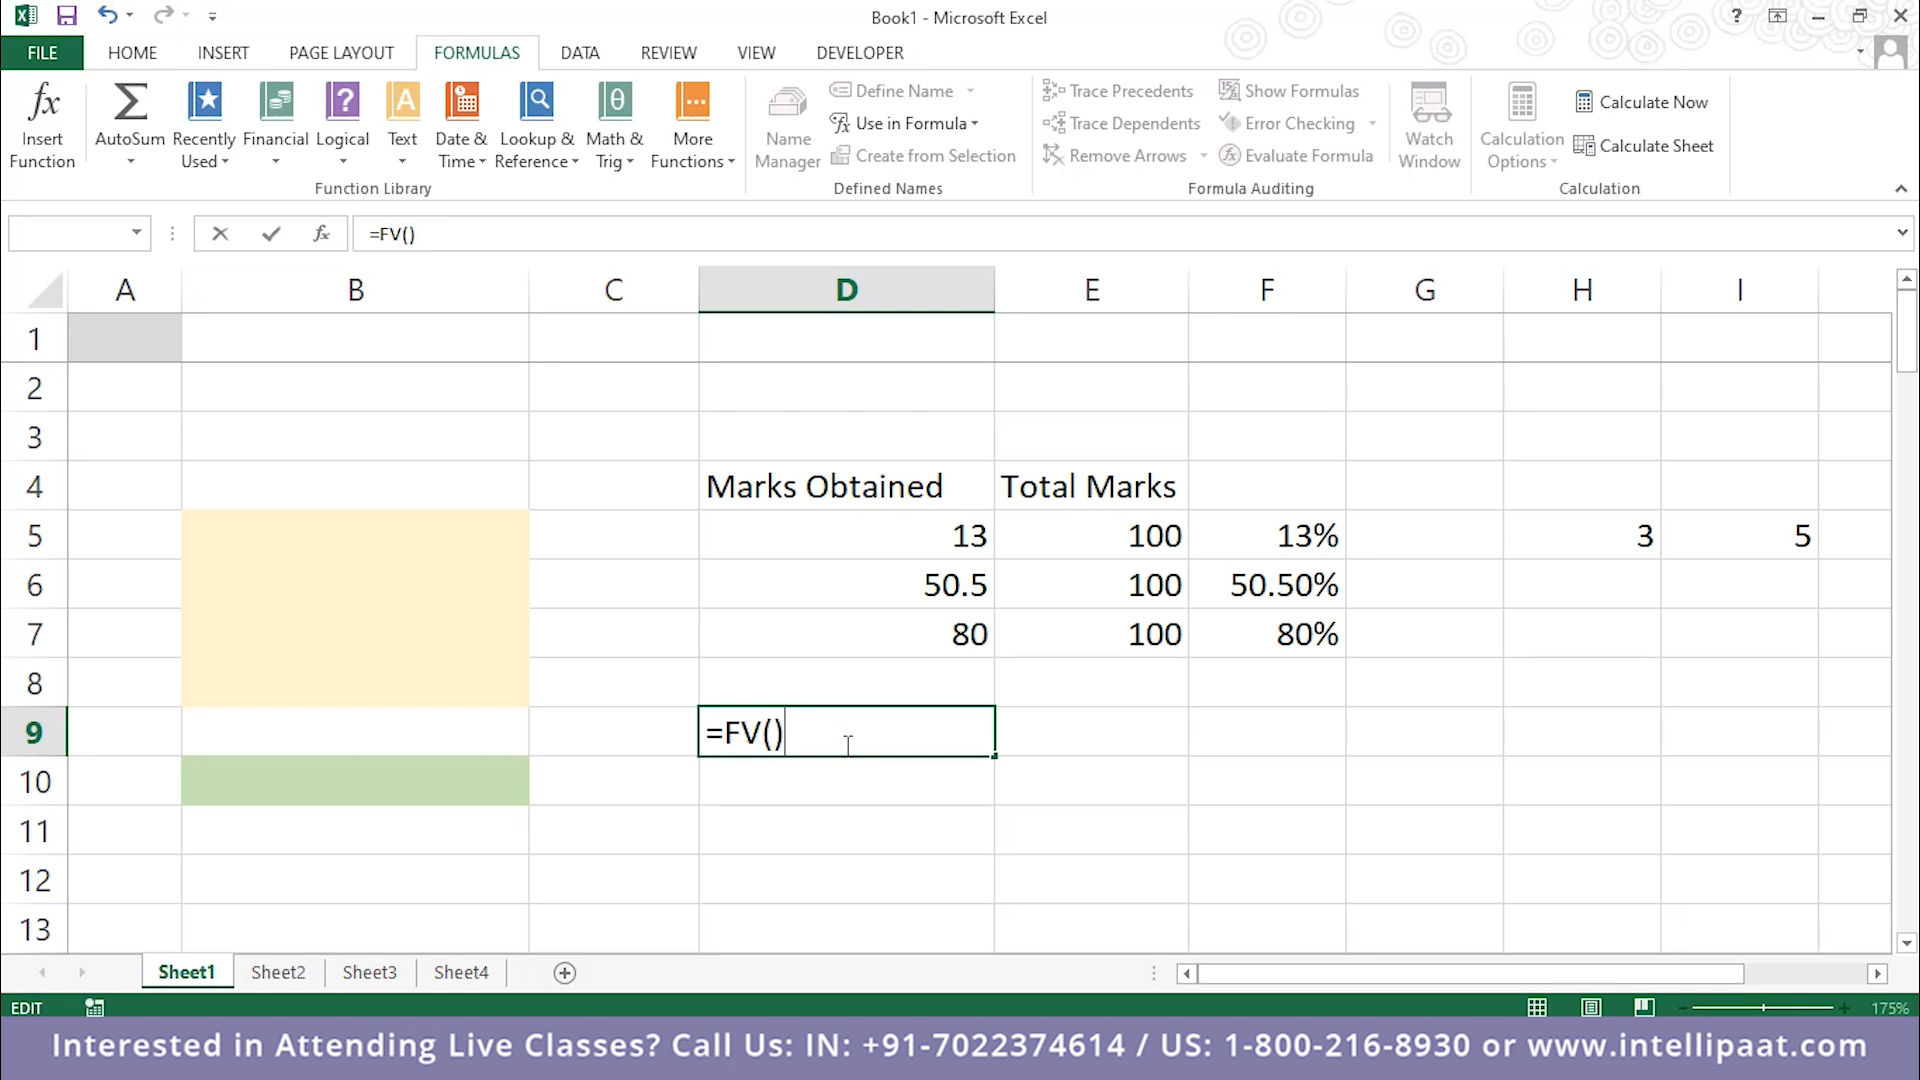 Book1 - Microsoft Excel
?
FILE HOME INSERT PAGE LAYOUT FORMULAS DATA REVIEW VIEW DEVELOPER
fx Insert Function
Σ AutoSum
Recently Used
Financial
Logical
Text
Date & Time
Lookup & Reference
Math & Trig
More Functions
Function Library
Name Manager
Define Name
Use in Formula
Create from Selection
Defined Names
Trace Precedents
Trace Dependents
Remove Arrows
Show Formulas
Error Checking
Evaluate Formula
Formula Auditing
Watch Window
Calculation Options
Calculate Now
Calculate Sheet
Calculation
fx =FV()
A B C D E F G H I
1
2
3
4 Marks Obtained Total Marks
5 13 100 13% 3 5
6 50.5 100 50.50%
7 80 100 80%
8
9 =FV()
10
11
12
13
Sheet1 Sheet2 Sheet3 Sheet4
EDIT 175%
Interested in Attending Live Classes? Call Us: IN: +91-7022374614 / US: 1-800-216-8930 or www.intellipaat.com